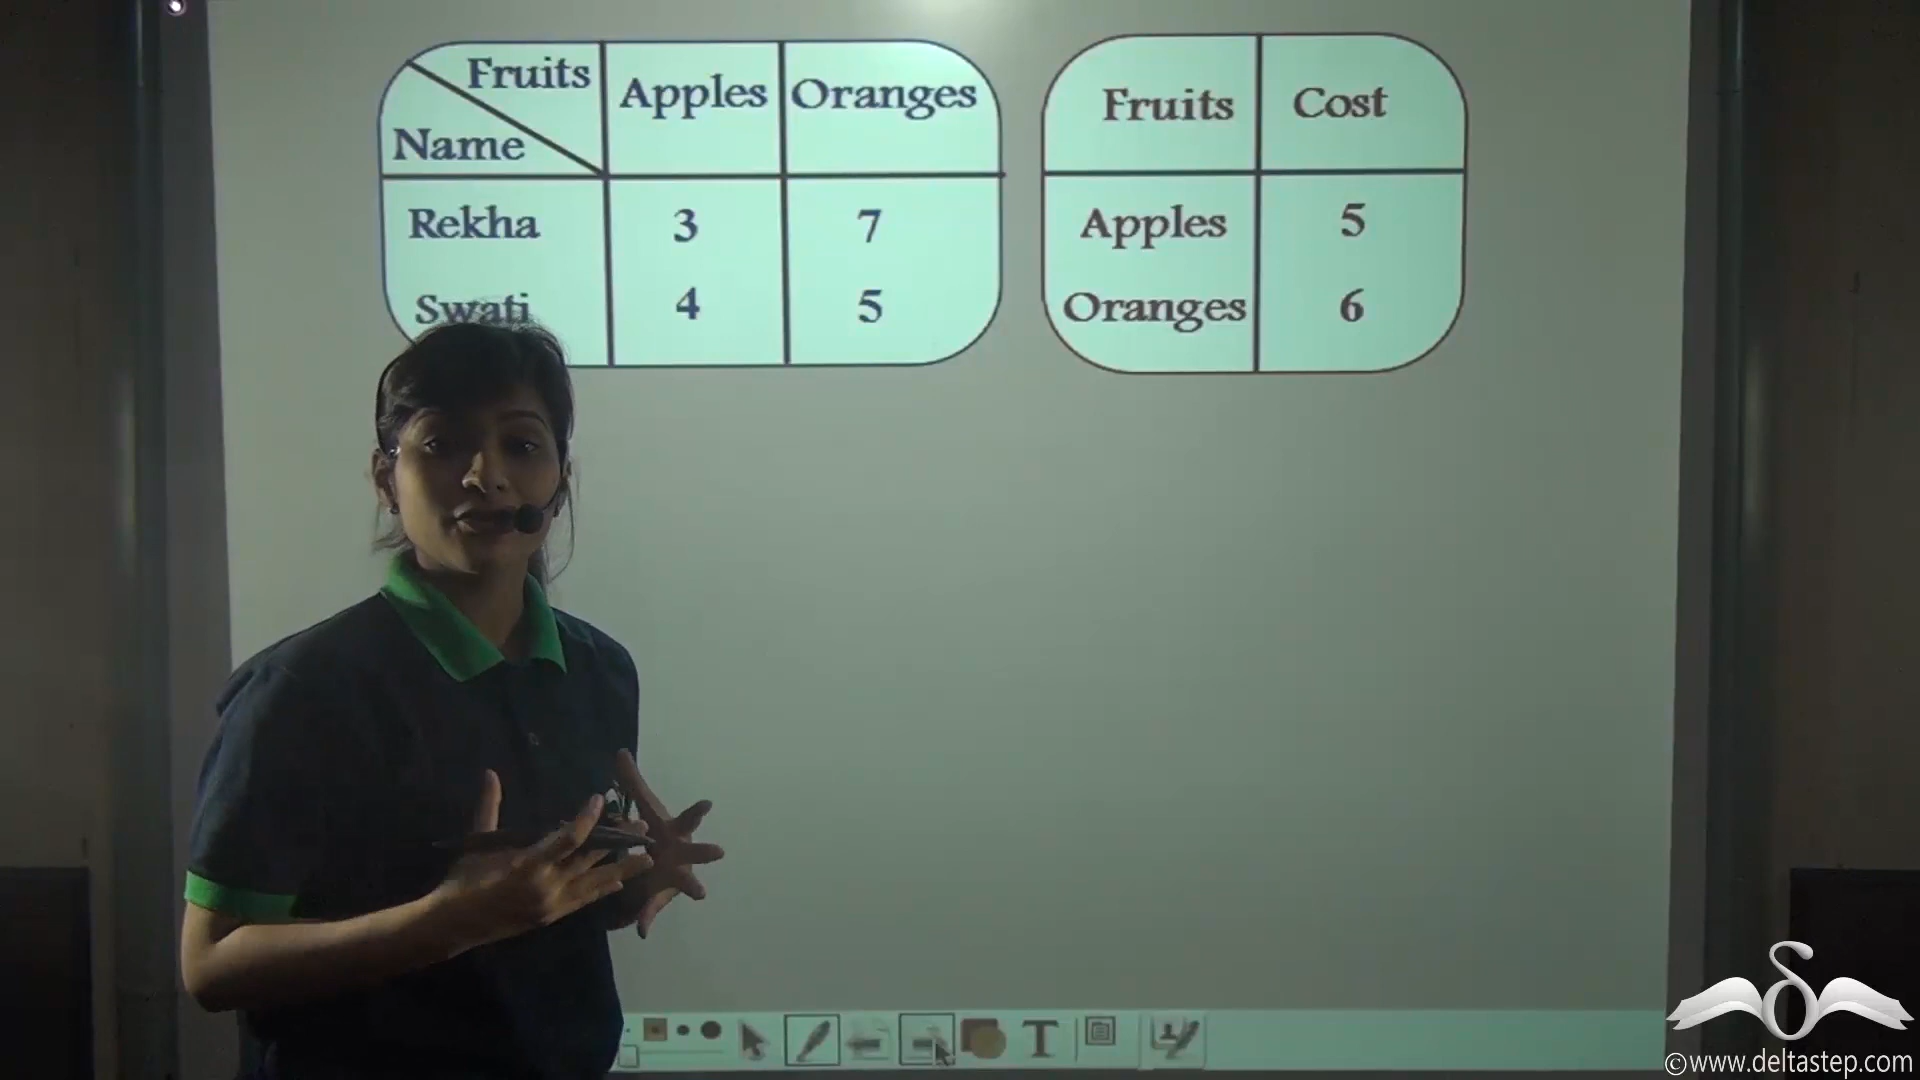 Fruits Apples Oranges
Name
Rekha 3 7
Swati 4 5
Fruits Cost
Apples 5
Oranges 6
T
©www.deltastep.com